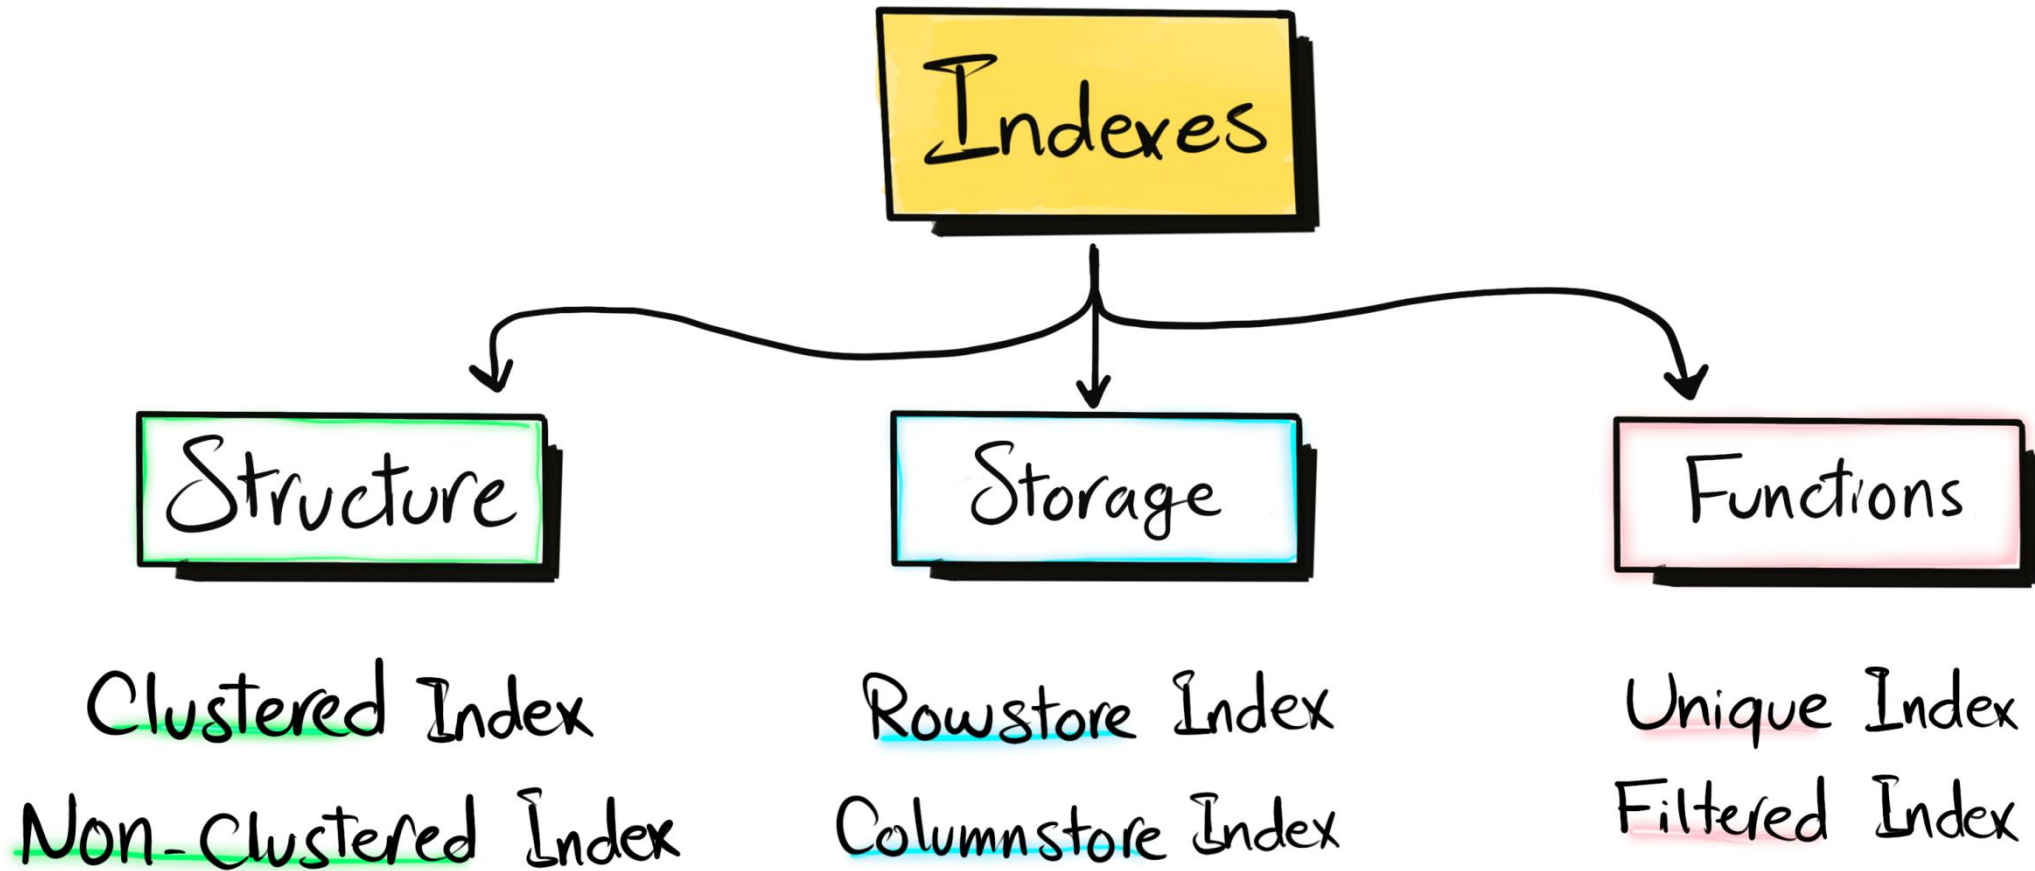 Indexes
Structure
Storage
Functions
Clustered Index
Non-Clustered Index
Rowstore Index
Columnstore Index
Unique Index
Filtered Index